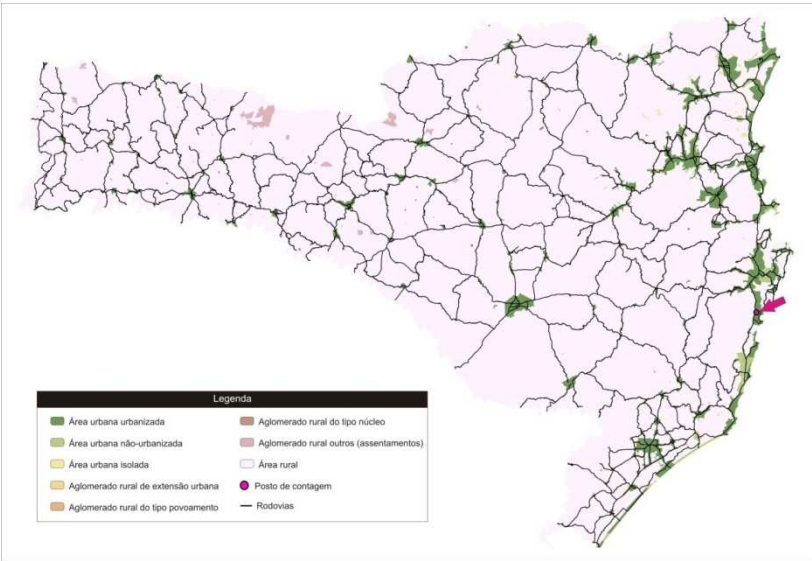 Legenda
Área urbana urbanizada
Área urbana não-urbanizada
Área urbana isolada
Aglomerado rural de extensão urbana
Aglomerado rural do tipo povoamento
Aglomerado rural do tipo núcleo
Aglomerado rural outros (assentamentos)
Área rural
Posto de contagem
Rodovias